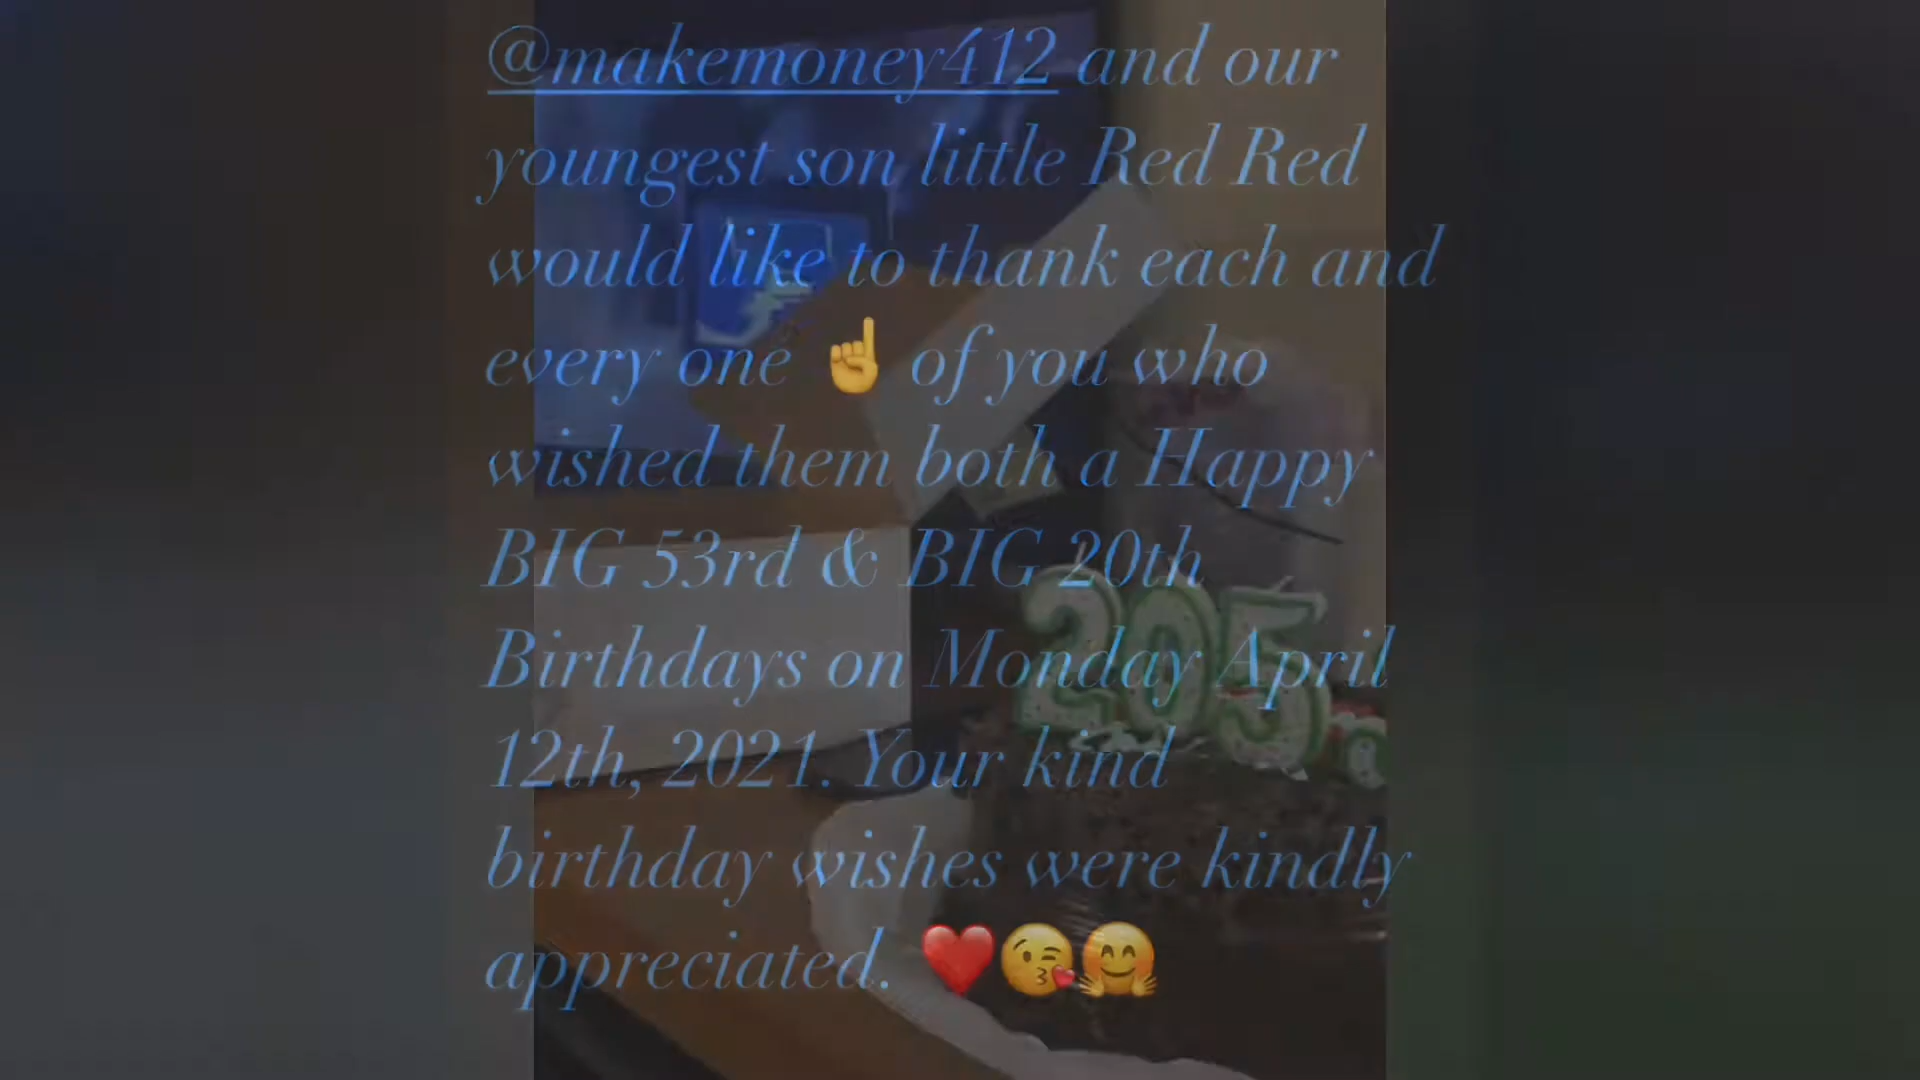 @makemoney412 and our
youngest son little Red Red
would like to thank each and
every one ☝️ of you who
wished them both a Happy
BIG 53rd & BIG 20th
Birthdays on Monday April
12th, 2021. Your kind
birthday wishes were kindly
appreciated. ❤️😘🤗
205